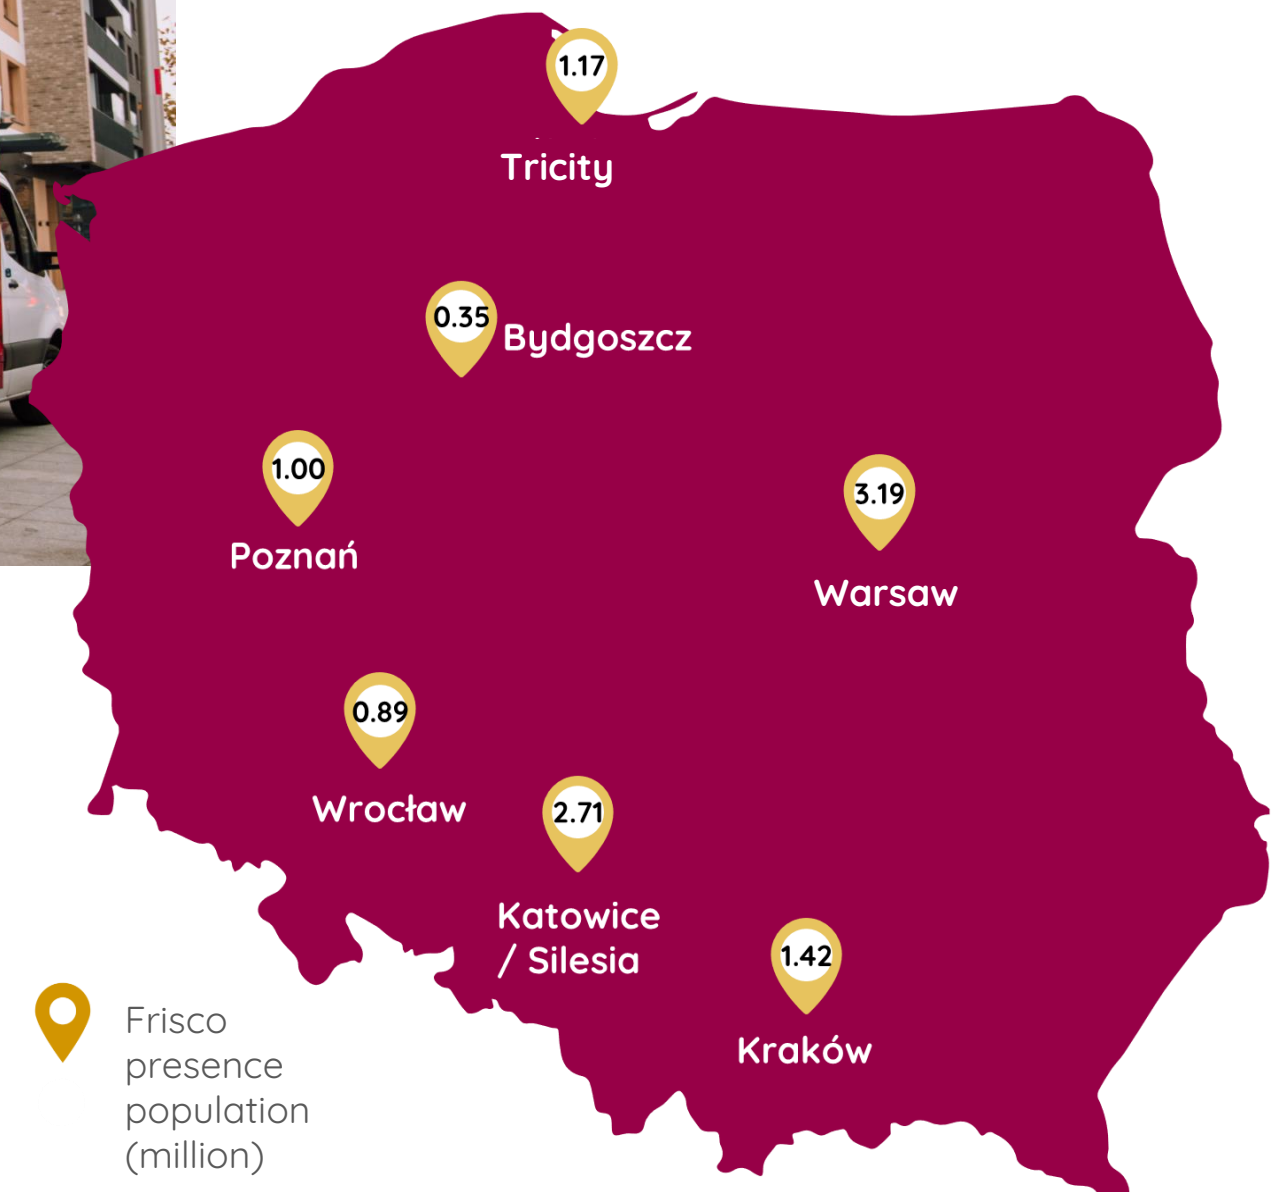 1.17
Tricity
0.35
Bydgoszcz
1.00
Poznań
3.19
Warsaw
0.89
Wrocław
2.71
Katowice
/ Silesia
1.42
Kraków
Frisco
presence
population
(million)